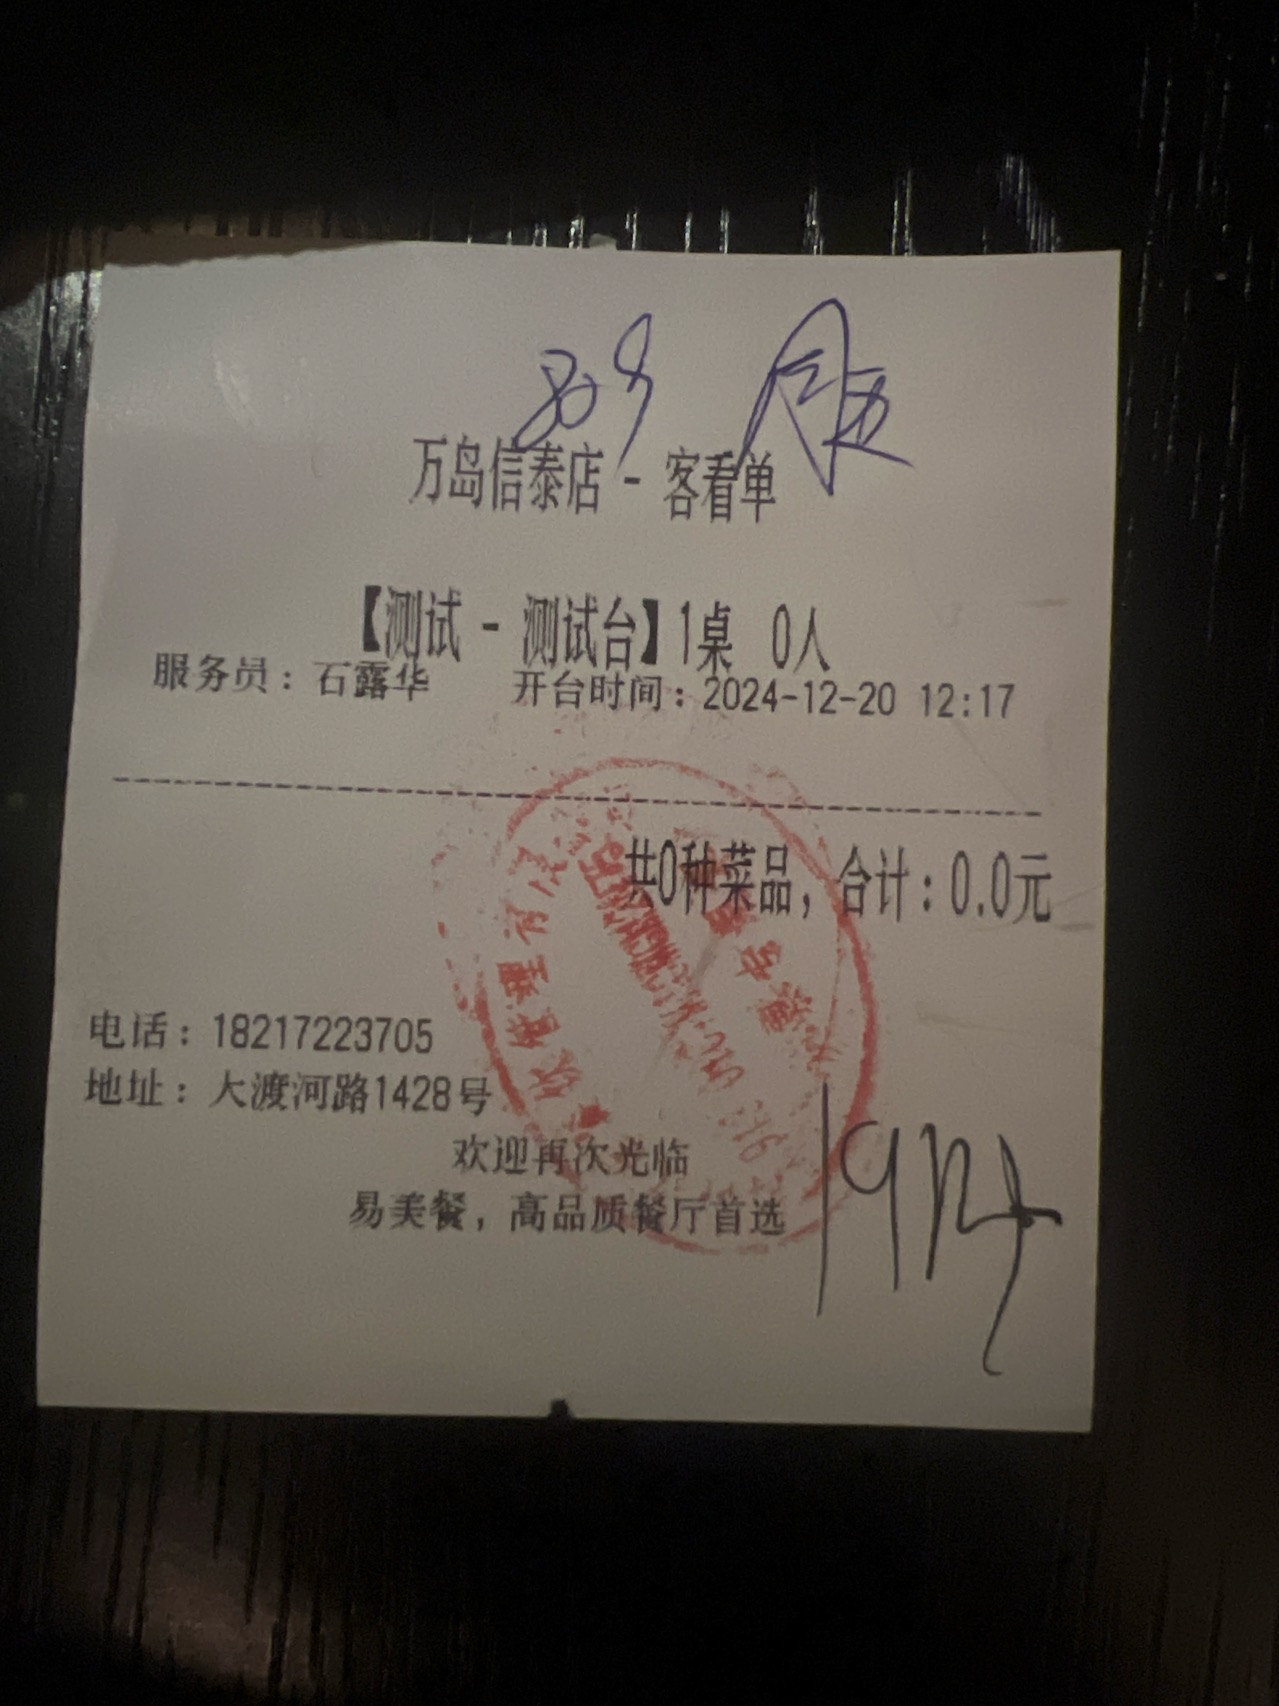 万岛信泰店 - 客看单
【测试 - 测试台】1桌 0人
服务员：石露华 开台时间：2024-12-20 12:17
共0种菜品，合计：0.0元
电话：18217223705
地址：大渡河路1428号
欢迎再次光临
易美餐，高品质餐厅首选